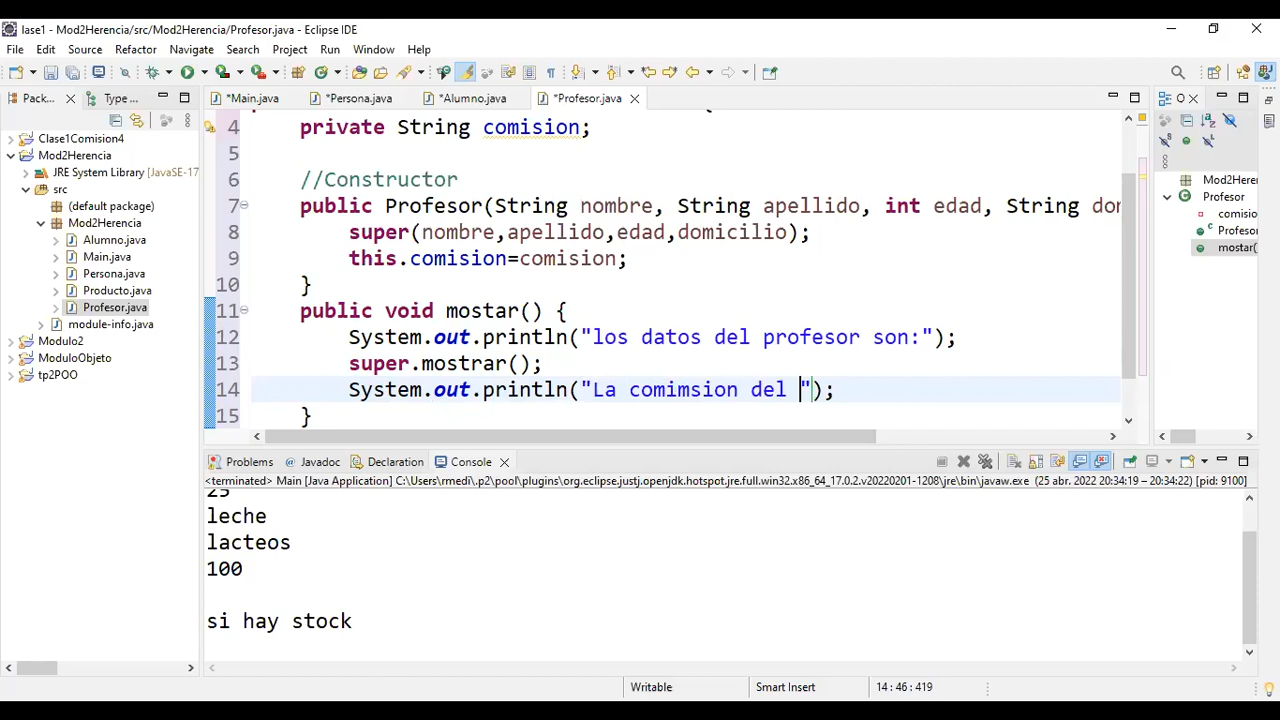 lase1 - Mod2Herencia/src/Mod2Herencia/Profesor.java - Eclipse IDE
File Edit Source Refactor Navigate Search Project Run Window Help
Pack... Type ...
*Main.java *Persona.java *Alumno.java *Profesor.java
Clase1Comision4
Mod2Herencia
JRE System Library [JavaSE-17
src
(default package)
Mod2Herencia
Alumno.java
Main.java
Persona.java
Producto.java
Profesor.java
module-info.java
Modulo2
ModuloObjeto
tp2POO
4 private String comision;
5
6 //Constructor
7 public Profesor(String nombre, String apellido, int edad, String dor
8 super(nombre,apellido,edad,domicilio);
9 this.comision=comision;
10 }
11 public void mostar() {
12 System.out.println("los datos del profesor son:");
13 super.mostrar();
14 System.out.println("La comimsion del ");
15 }
O
Mod2Herer
Profesor
comisio
Profeso
mostar(
Problems Javadoc Declaration Console
<terminated> Main [Java Application] C:\Users\rmedi\.p2\pool\plugins\org.eclipse.justj.openjdk.hotspot.jre.full.win32.x86_64_17.0.2.v20220201-1208\jre\bin\javaw.exe (25 abr. 2022 20:34:19 – 20:34:22) [pid: 9100]
25
leche
lacteos
100
si hay stock
Writable Smart Insert 14 : 46 : 419